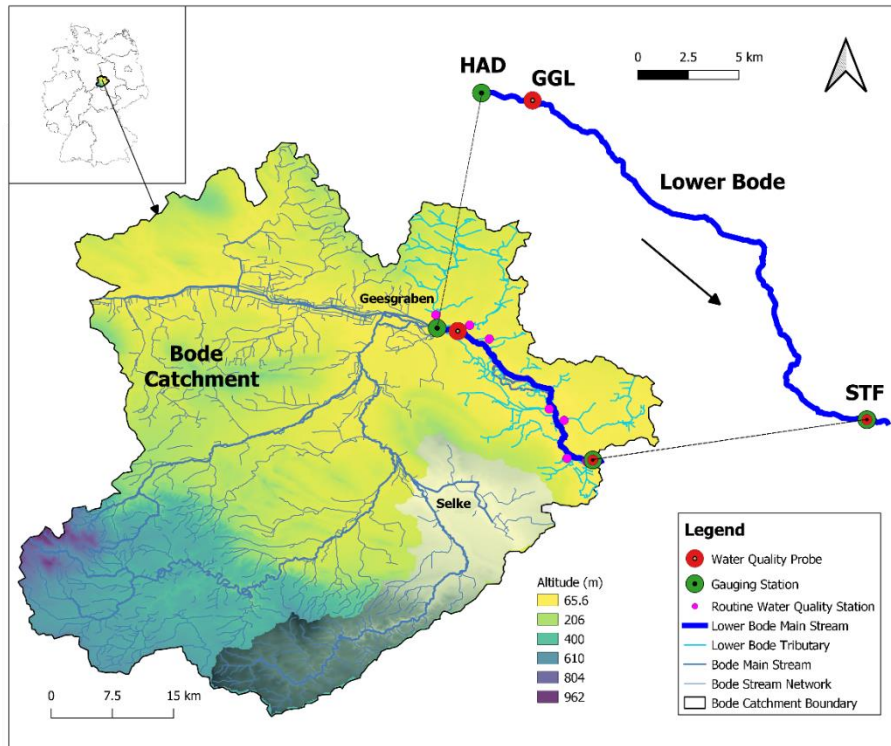 HAD
GGL
0 2.5 5 km
Lower Bode
Geesgraben
Bode
Catchment
STF
Selke
Legend
Water Quality Probe
Gauging Station
Routine Water Quality Station
Lower Bode Main Stream
Lower Bode Tributary
Bode Main Stream
Bode Stream Network
Bode Catchment Boundary
Altitude (m)
65.6
206
400
610
804
962
0 7.5 15 km